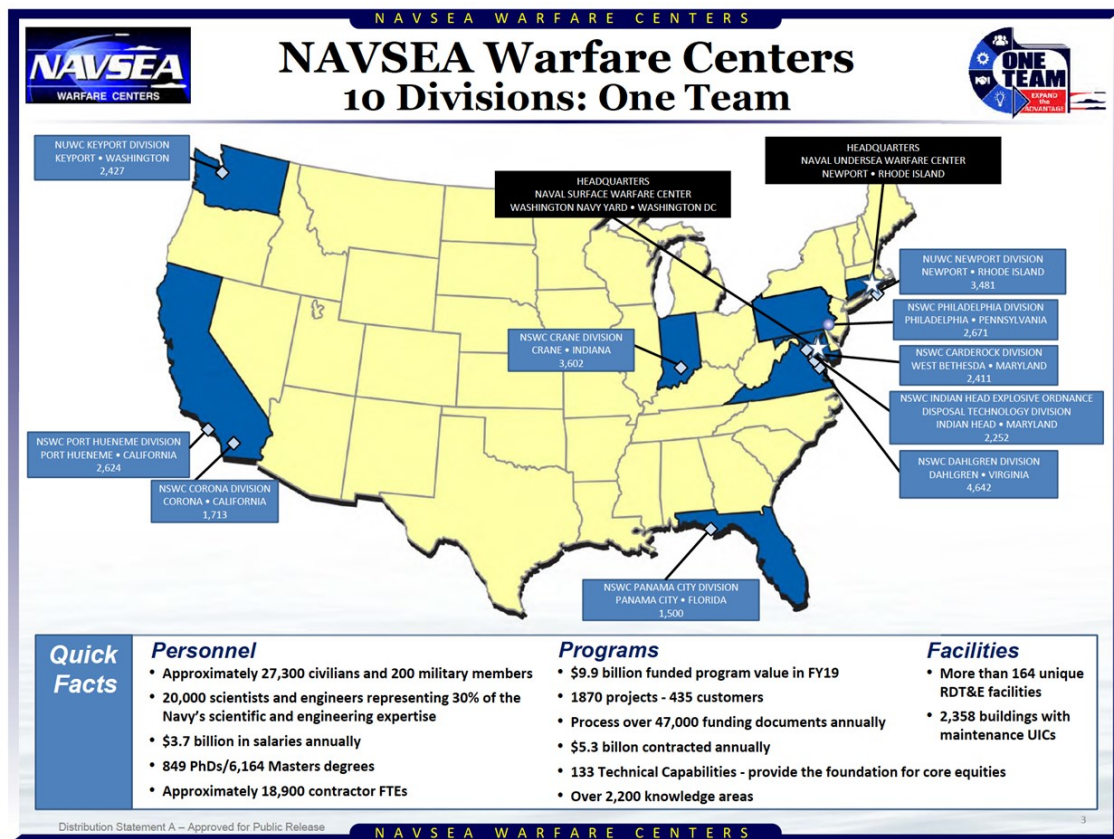 NAVSEA WARFARE CENTERS
NAVSEA
WARFARE CENTERS
NAVSEA Warfare Centers
10 Divisions: One Team
ONE
TEAM
EXPAND
the
ADVANTAGE
NUWC KEYPORT DIVISION
KEYPORT • WASHINGTON
2,427
HEADQUARTERS
NAVAL SURFACE WARFARE CENTER
WASHINGTON NAVY YARD • WASHINGTON DC
HEADQUARTERS
NAVAL UNDERSEA WARFARE CENTER
NEWPORT • RHODE ISLAND
NUWC NEWPORT DIVISION
NEWPORT • RHODE ISLAND
3,481
NSWC PHILADELPHIA DIVISION
PHILADELPHIA • PENNSYLVANIA
2,671
NSWC CRANE DIVISION
CRANE • INDIANA
3,602
NSWC CARDEROCK DIVISION
WEST BETHESDA • MARYLAND
2,411
NSWC INDIAN HEAD EXPLOSIVE ORDNANCE
DISPOSAL TECHNOLOGY DIVISION
INDIAN HEAD • MARYLAND
2,252
NSWC PORT HUENEME DIVISION
PORT HUENEME • CALIFORNIA
2,624
NSWC DAHLGREN DIVISION
DAHLGREN • VIRGINIA
4,642
NSWC CORONA DIVISION
CORONA • CALIFORNIA
1,713
NSWC PANAMA CITY DIVISION
PANAMA CITY • FLORIDA
1,500
Quick
Facts
Personnel
• Approximately 27,300 civilians and 200 military members
• 20,000 scientists and engineers representing 30% of the
Navy's scientific and engineering expertise
• $3.7 billion in salaries annually
• 849 PhDs/6,164 Masters degrees
• Approximately 18,900 contractor FTEs
Programs
• $9.9 billion funded program value in FY19
• 1870 projects - 435 customers
• Process over 47,000 funding documents annually
• $5.3 billon contracted annually
• 133 Technical Capabilities - provide the foundation for core equities
• Over 2,200 knowledge areas
Facilities
• More than 164 unique
RDT&E facilities
• 2,358 buildings with
maintenance UICs
Distribution Statement A – Approved for Public Release
NAVSEA WARFARE CENTERS
3